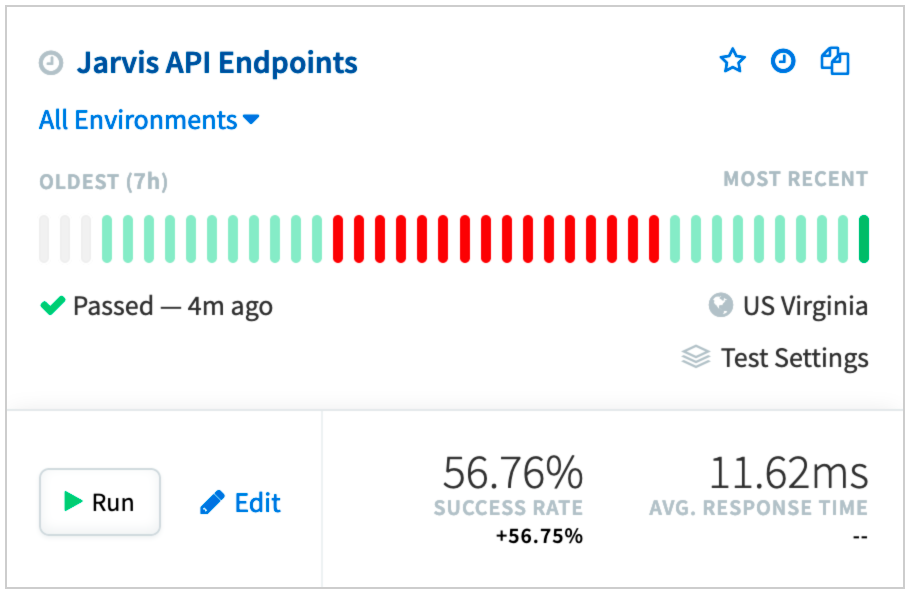 Jarvis API Endpoints
All Environments
OLDEST (7h)
MOST RECENT
Passed — 4m ago
US Virginia
Test Settings
Run
Edit
56.76%
SUCCESS RATE
+56.75%
11.62ms
AVG. RESPONSE TIME
--